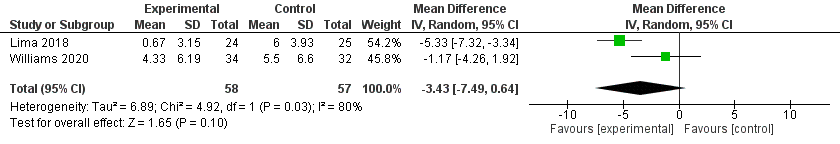 Experimental Control Mean Difference Mean Difference
Study or Subgroup Mean SD Total Mean SD Total Weight IV, Random, 95% CI IV, Random, 95% CI
Lima 2018 0.67 3.15 24 6 3.93 25 54.2% -5.33 [-7.32, -3.34]
Williams 2020 4.33 6.19 34 5.5 6.6 32 45.8% -1.17 [-4.26, 1.92]
Total (95% CI) 58 57 100.0% -3.43 [-7.49, 0.64]
Heterogeneity: Tau² = 6.89; Chi² = 4.92, df = 1 (P = 0.03); I² = 80%
Test for overall effect: Z = 1.65 (P = 0.10)
-10 -5 0 5 10
Favours [experimental] Favours [control]